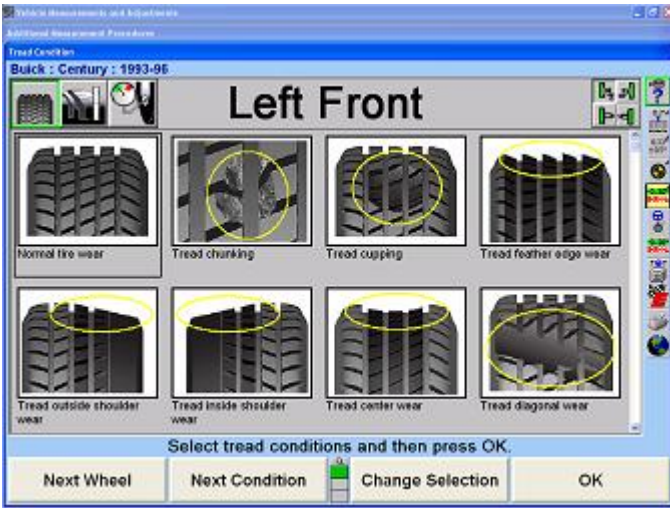 Vehicle Measurements and Adjustments
Additional Measurement Procedures
Tread Condition
Buick : Century : 1993-96
Left Front
Normal tire wear
Tread chunking
Tread cupping
Tread feather edge wear
Tread outside shoulder
wear
Tread inside shoulder
wear
Tread center wear
Tread diagonal wear
Select tread conditions and then press OK.
Next Wheel
Next Condition
Change Selection
OK